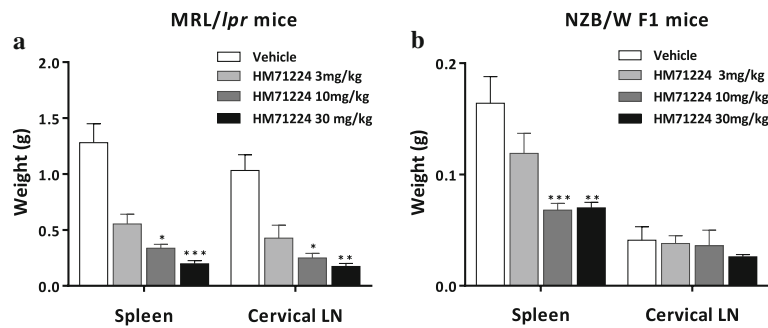 MRL/lpr mice
a
Vehicle
HM71224 3mg/kg
HM71224 10mg/kg
HM71224 30 mg/kg
Weight (g)
2.0
1.5
1.0
0.5
0.0
*
***
*
**
Spleen
Cervical LN
NZB/W F1 mice
b
Vehicle
HM71224 3mg/kg
HM71224 10mg/kg
HM71224 30mg/kg
Weight (g)
0.2
0.1
0.0
***
**
Spleen
Cervical LN